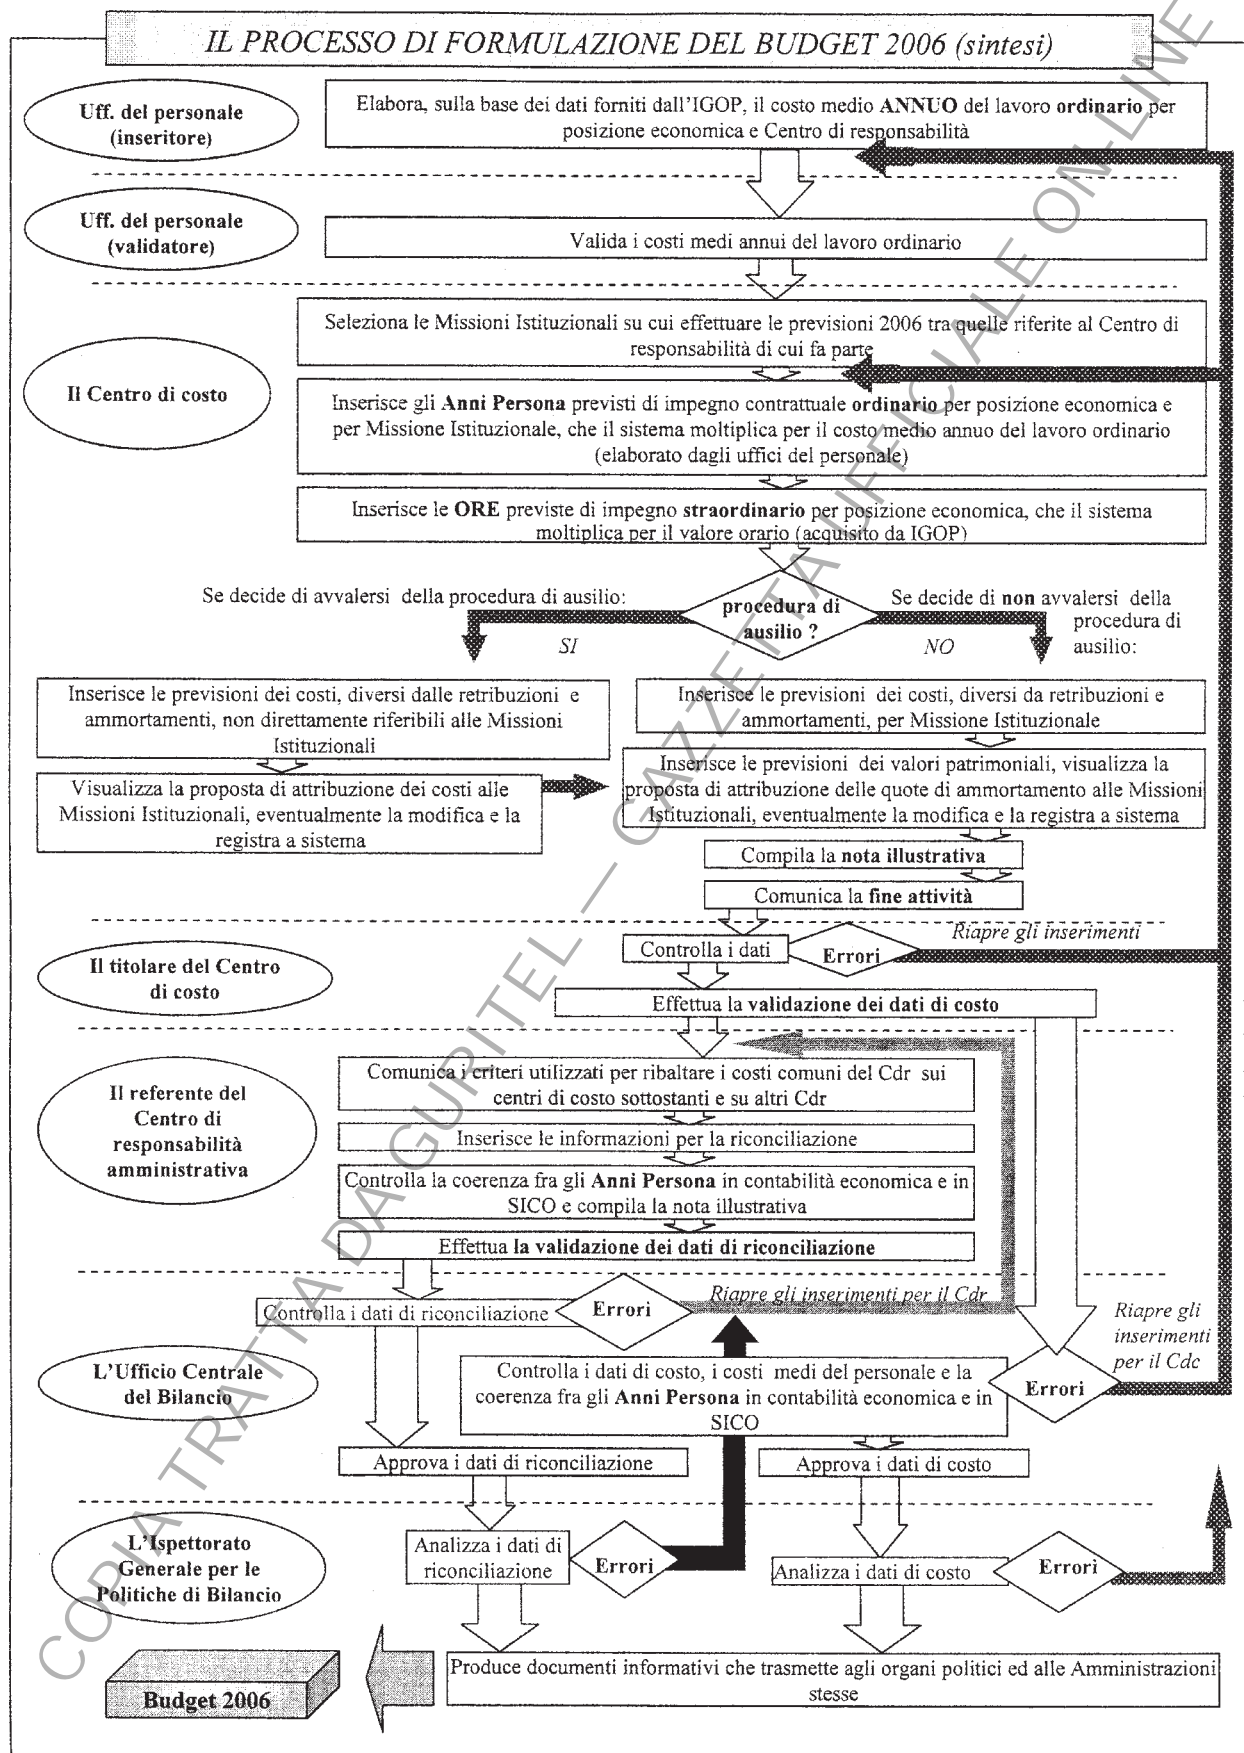 IL PROCESSO DI FORMULAZIONE DEL BUDGET 2006 (sintesi)
Uff. del personale
(inseritore)
Elabora, sulla base dei dati forniti dall'IGOP, il costo medio ANNUO del lavoro ordinario per
posizione economica e Centro di responsabilità
Uff. del personale
(validatore)
Valida i costi medi annui del lavoro ordinario
Il Centro di costo
Seleziona le Missioni Istituzionali su cui effettuare le previsioni 2006 tra quelle riferite al Centro di
responsabilità di cui fa parte
Inserisce gli Anni Persona previsti di impegno contrattuale ordinario per posizione economica e
per Missione Istituzionale, che il sistema moltiplica per il costo medio annuo del lavoro ordinario
(elaborato dagli uffici del personale)
Inserisce le ORE previste di impegno straordinario per posizione economica, che il sistema
moltiplica per il valore orario (acquisito da IGOP)
Se decide di avvalersi della procedura di ausilio:
SI
procedura di
ausilio ?
Se decide di non avvalersi della
procedura di
ausilio:
NO
Inserisce le previsioni dei costi, diversi dalle retribuzioni e
ammortamenti, non direttamente riferibili alle Missioni
Istituzionali
Visualizza la proposta di attribuzione dei costi alle
Missioni Istituzionali, eventualmente la modifica e la
registra a sistema
Inserisce le previsioni dei costi, diversi da retribuzioni e
ammortamenti, per Missione Istituzionale
Inserisce le previsioni dei valori patrimoniali, visualizza la
proposta di attribuzione delle quote di ammortamento alle Missioni
Istituzionali, eventualmente la modifica e la registra a sistema
Compila la nota illustrativa
Comunica la fine attività
Il titolare del Centro
di costo
Controlla i dati
Errori
Riapre gli inserimenti
Effettua la validazione dei dati di costo
Il referente del
Centro di
responsabilità
amministrativa
Comunica i criteri utilizzati per ribaltare i costi comuni del Cdr sui
centri di costo sottostanti e su altri Cdr
Inserisce le informazioni per la riconciliazione
Controlla la coerenza fra gli Anni Persona in contabilità economica e in
SICO e compila la nota illustrativa
Effettua la validazione dei dati di riconciliazione
L'Ufficio Centrale
del Bilancio
Controlla i dati di riconciliazione
Errori
Riapre gli inserimenti per il Cdr
Controlla i dati di costo, i costi medi del personale e la
coerenza fra gli Anni Persona in contabilità economica e in
SICO
Errori
Riapre gli
inserimenti
per il Cdc
Approva i dati di riconciliazione
Approva i dati di costo
L'Ispettorato
Generale per le
Politiche di Bilancio
Analizza i dati di
riconciliazione
Errori
Analizza i dati di costo
Errori
Produce documenti informativi che trasmette agli organi politici ed alle Amministrazioni
stesse
Budget 2006
COPIA TRATTA DA GURITEL — GAZZETTA UFFICIALE ON-LINE